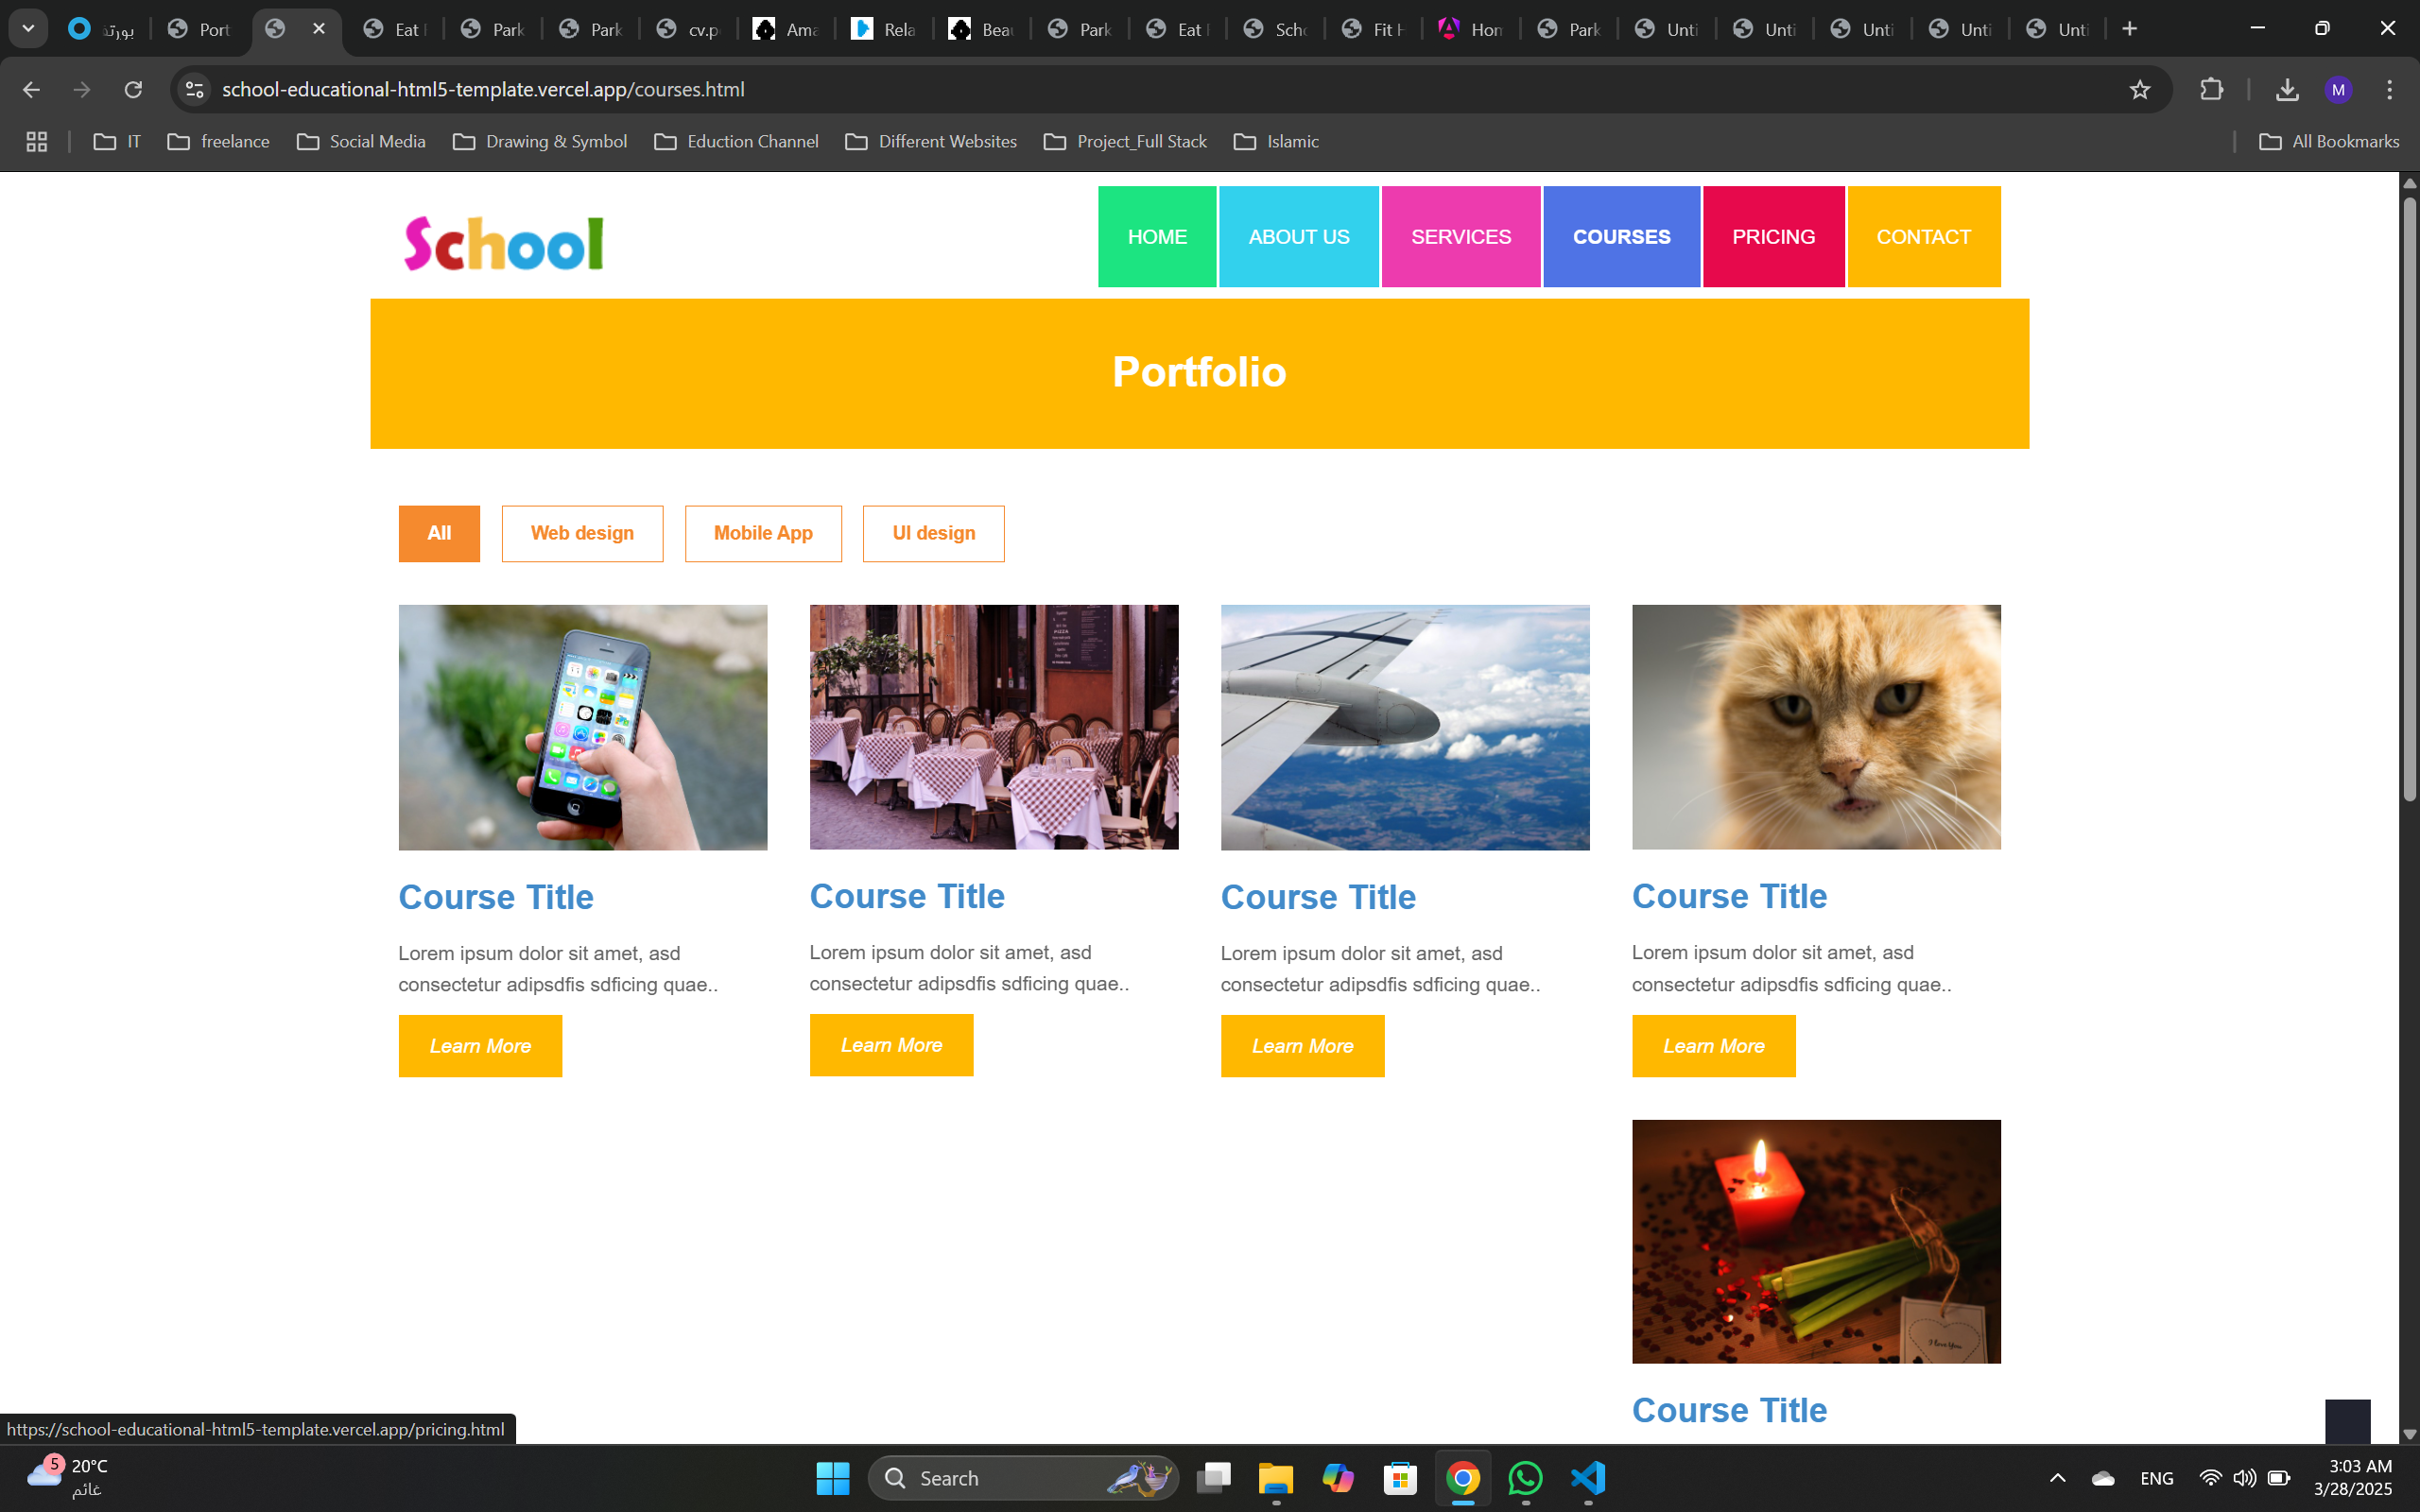 بورتف
Port
Eat
Park
Park
cv.p
Ama
Rela
Beau
Park
Eat
Scho
Fit H
Hom
Park
Unti
Unti
Unti
Unti
Unti
school-educational-html5-template.vercel.app/courses.html
M
IT
freelance
Social Media
Drawing & Symbol
Eduction Channel
Different Websites
Project_Full Stack
Islamic
All Bookmarks
School
HOME
ABOUT US
SERVICES
COURSES
PRICING
CONTACT
Portfolio
All
Web design
Mobile App
UI design
PIZZA
Course Title
Lorem ipsum dolor sit amet, asd
consectetur adipsdfis sdficing quae..
Learn More
Course Title
Lorem ipsum dolor sit amet, asd
consectetur adipsdfis sdficing quae..
Learn More
Course Title
Lorem ipsum dolor sit amet, asd
consectetur adipsdfis sdficing quae..
Learn More
Course Title
Lorem ipsum dolor sit amet, asd
consectetur adipsdfis sdficing quae..
Learn More
I love You
Course Title
https://school-educational-html5-template.vercel.app/pricing.html
5
20°C
غائم
Search
ENG
3:03 AM
3/28/2025